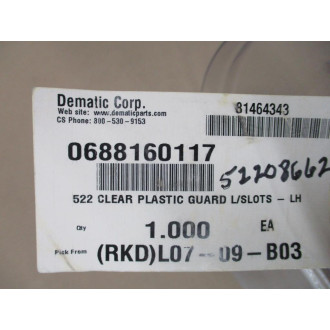 Dematic Corp.
Web site: www.dematicparts.com
CS Phone: 800-530-9153
31464343
0688160117
52208662
522 CLEAR PLASTIC GUARD L/SLOTS - LH
Qty 1.000 EA
Pick From (RKD)L07-09-B03